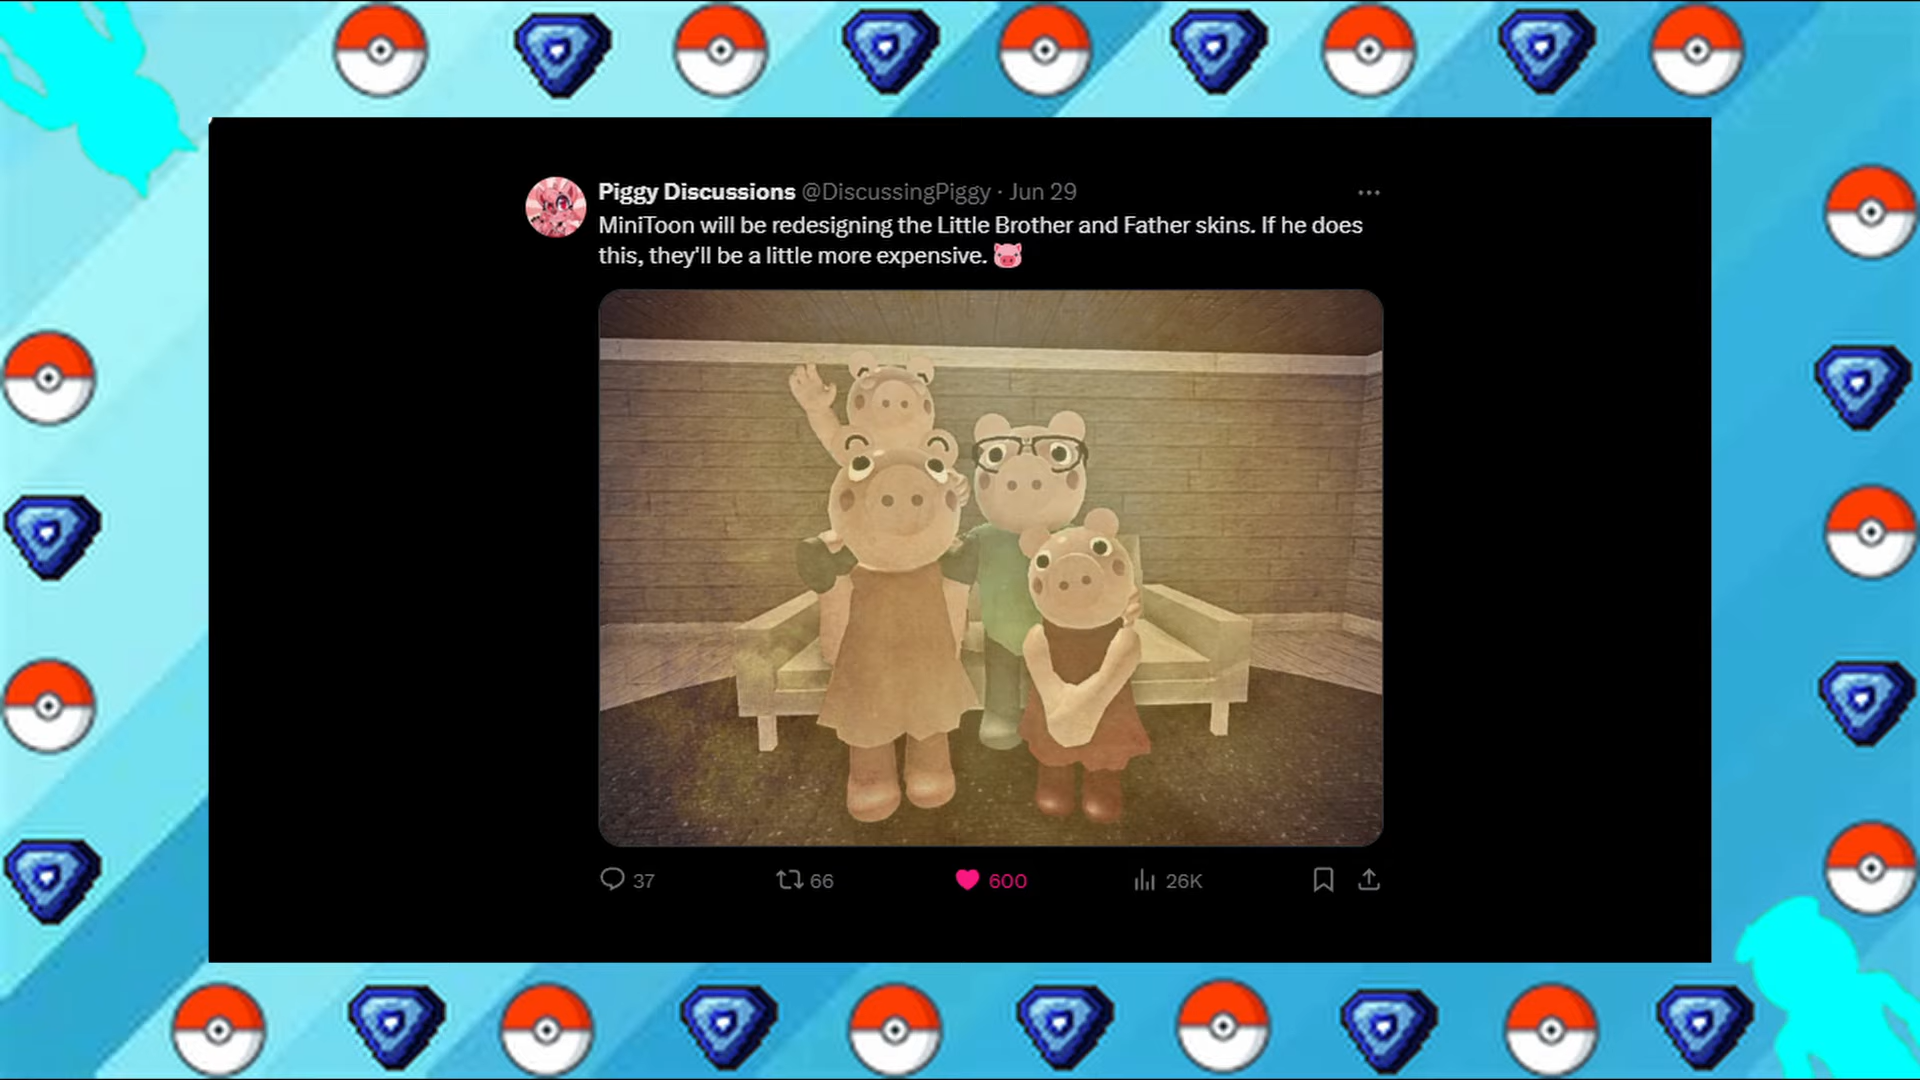 Piggy Discussions @DiscussingPiggy · Jun 29
MiniToon will be redesigning the Little Brother and Father skins. If he does
this, they'll be a little more expensive. 🐷
37 66 600 26K